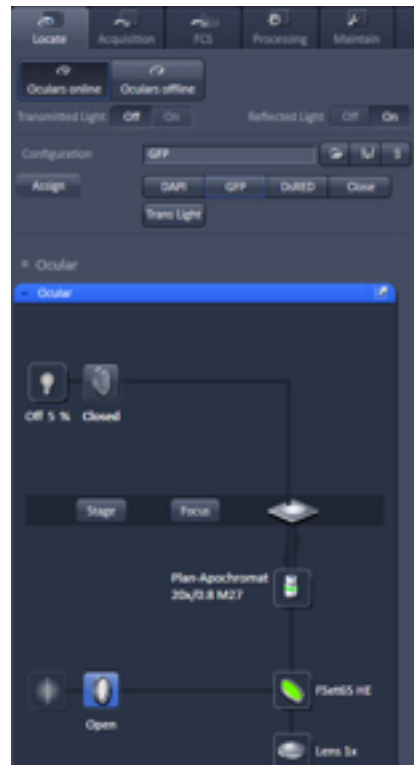 Locate Acquisition FCS Processing Maintain
Oculars online Oculars offline
Transmitted Light Off On Reflected Light Off On
Configuration GFP
Assign DAPI GFP DsRED Close
Trans Light
Ocular
Ocular
Off 5 % Closed
Stage Focus
Plan-Apochromat
20x/0.8 M27
FSet65 HE
Open
Lens 1x